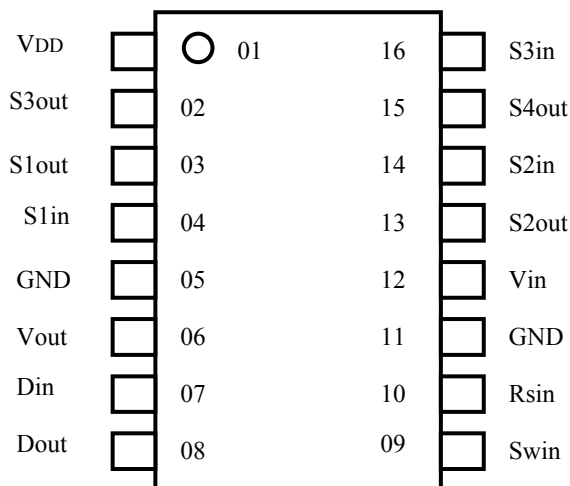 VDD 01 16 S3in
S3out 02 15 S4out
S1out 03 14 S2in
S1in 04 13 S2out
GND 05 12 Vin
Vout 06 11 GND
Din 07 10 Rsin
Dout 08 09 Swin